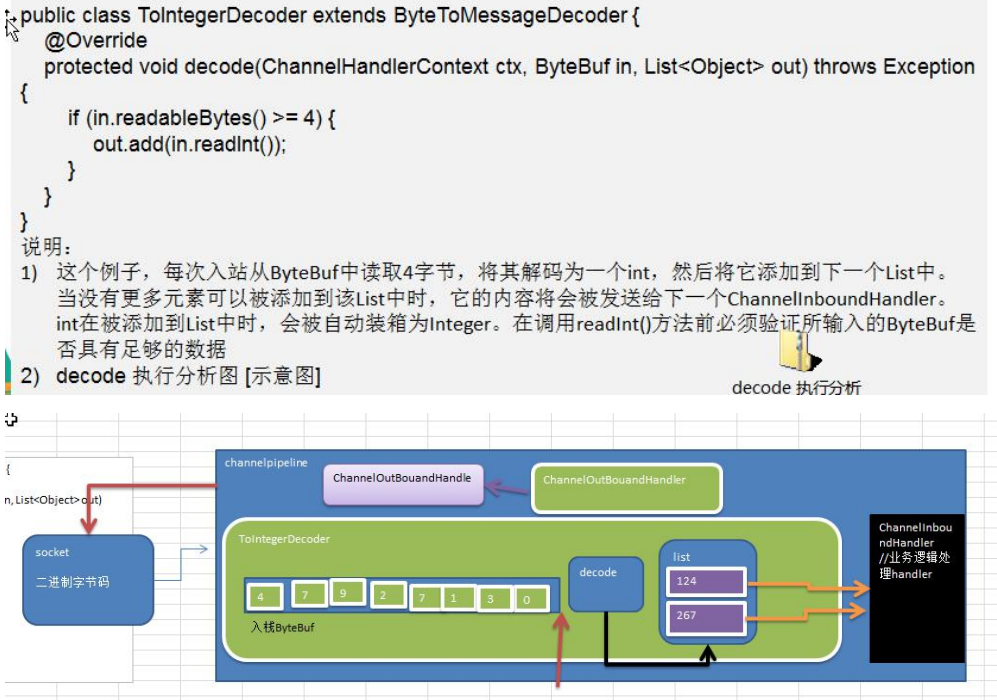 public class ToIntegerDecoder extends ByteToMessageDecoder {
@Override
protected void decode(ChannelHandlerContext ctx, ByteBuf in, List<Object> out) throws Exception
{
if (in.readableBytes() >= 4) {
out.add(in.readInt());
}
}
}
说明：
1) 这个例子，每次入站从ByteBuf中读取4字节，将其解码为一个int，然后将它添加到下一个List中。
当没有更多元素可以被添加到该List中时，它的内容将会被发送给下一个ChannelInboundHandler。
int在被添加到List中时，会被自动装箱为Integer。在调用readInt()方法前必须验证所输入的ByteBuf是
否具有足够的数据
2) decode 执行分析图 [示意图]
decode 执行分析
{
n, List<Object> out)
socket
二进制字节码
channelpipeline
ChannelOutBouandHandle
ChannelOutBouandHandler
ToIntegerDecoder
4 7 9 2 7 1 3 0
入栈ByteBuf
decode
list
124
267
ChannelInbou
ndHandler
//业务逻辑处
理handler